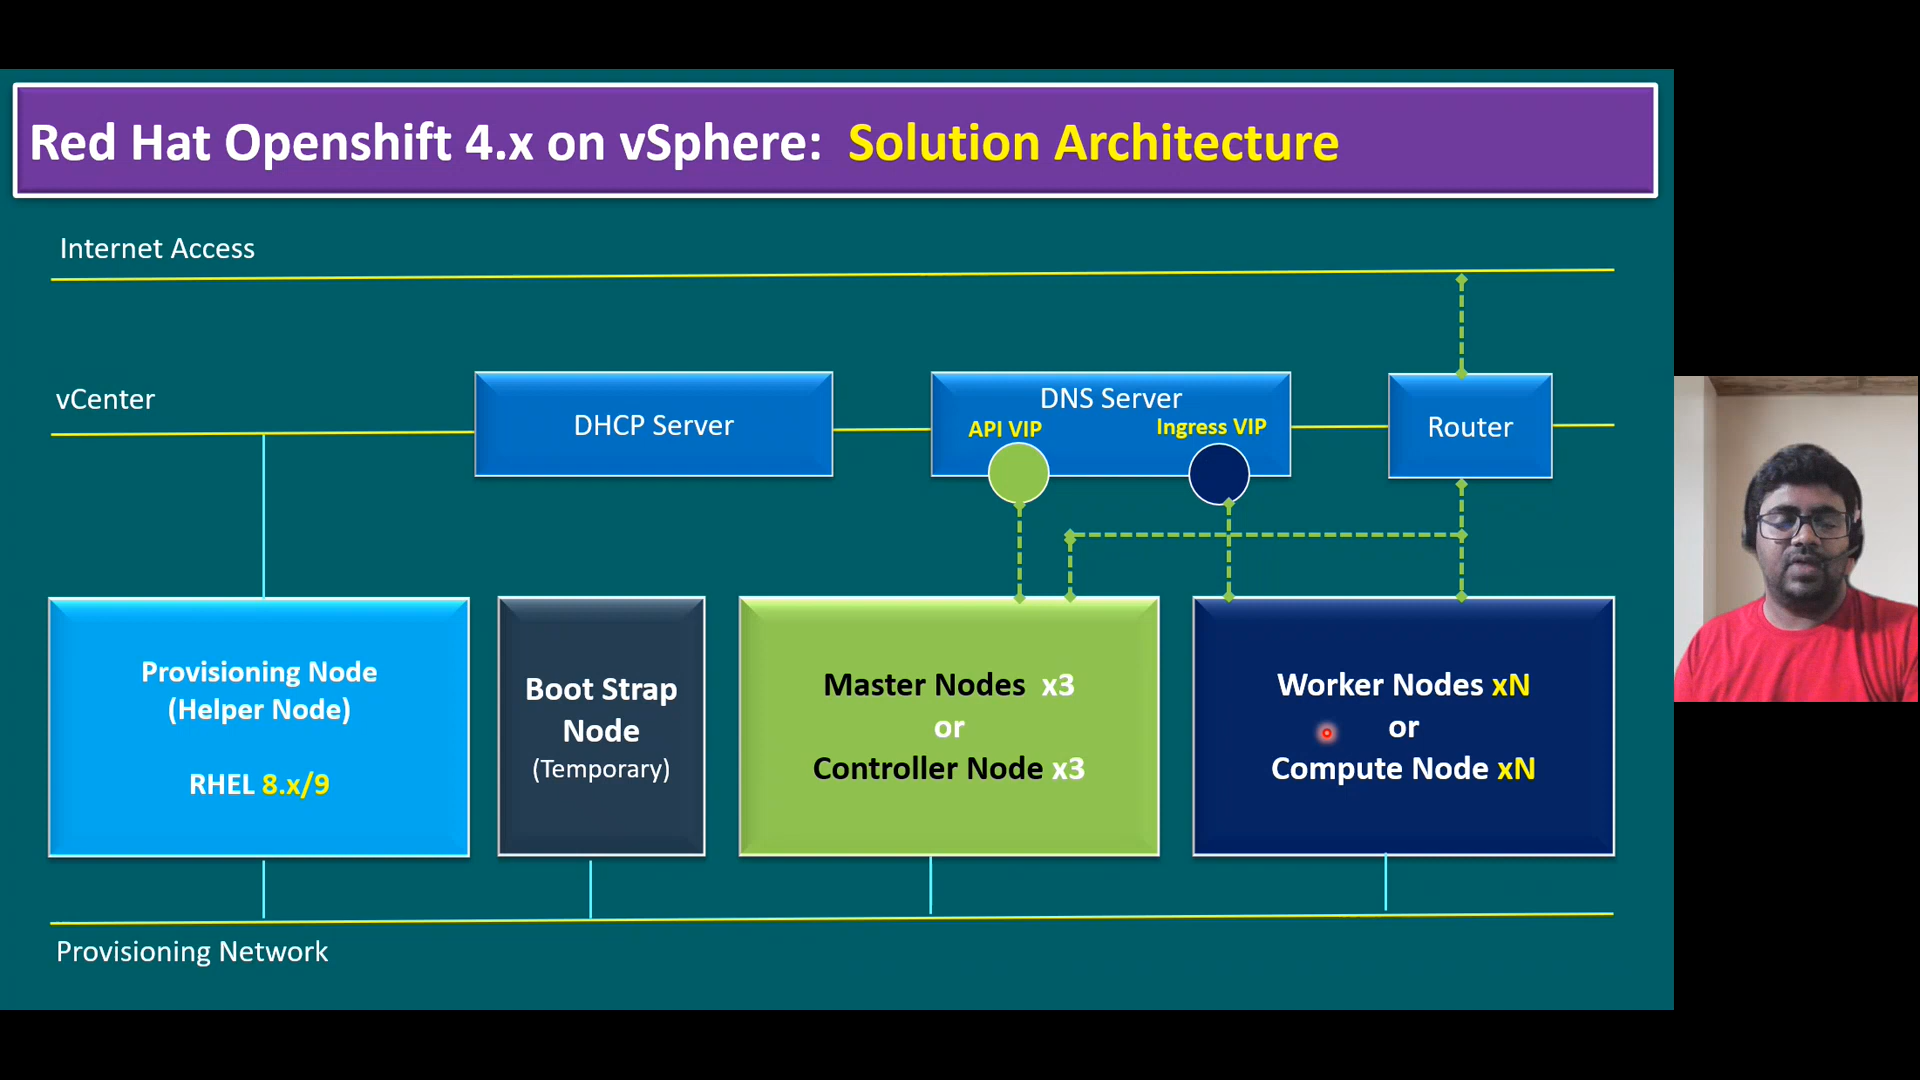 Red Hat Openshift 4.x on vSphere: Solution Architecture
Internet Access
vCenter
DHCP Server
DNS Server
API VIP
Ingress VIP
Router
Provisioning Node
(Helper Node)
RHEL 8.x/9
Boot Strap
Node
(Temporary)
Master Nodes x3
or
Controller Node x3
Worker Nodes xN
or
Compute Node xN
Provisioning Network